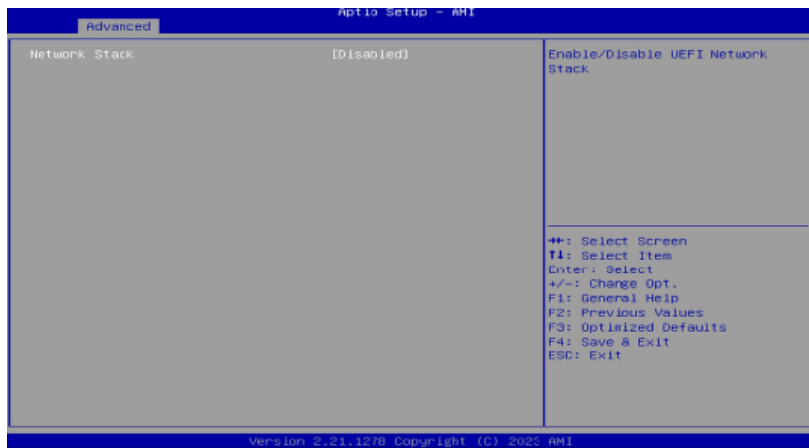 Aptio Setup – AMI
Advanced
Network Stack [Disabled]
Enable/Disable UEFI Network
Stack
→←: Select Screen
↑↓: Select Item
Enter: Select
+/-: Change Opt.
F1: General Help
F2: Previous Values
F3: Optimized Defaults
F4: Save & Exit
ESC: Exit
Version 2.21.1278 Copyright (C) 2023 AMI